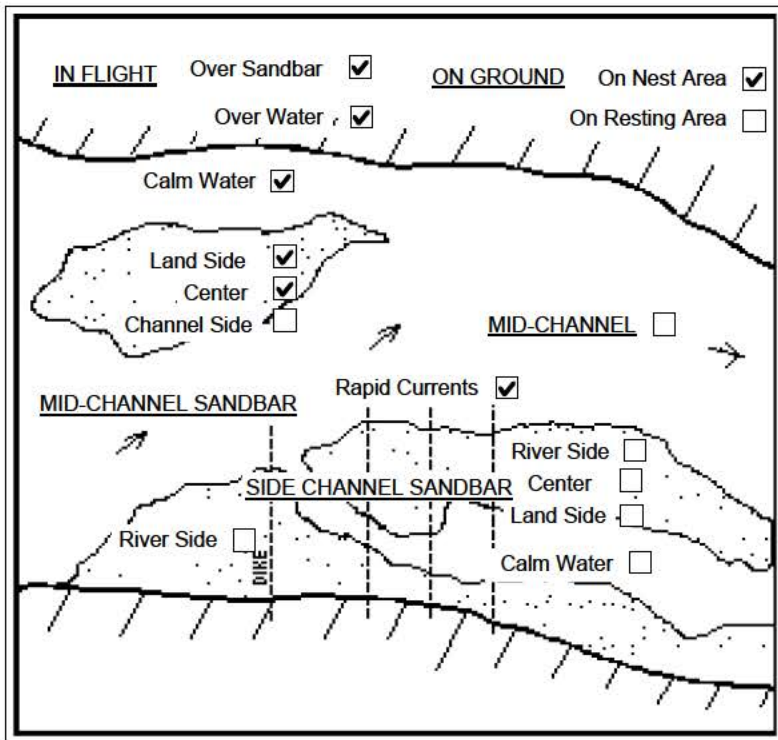 IN FLIGHT Over Sandbar ON GROUND On Nest Area
Over Water On Resting Area
Calm Water
Land Side
Center
Channel Side MID-CHANNEL
Rapid Currents
MID-CHANNEL SANDBAR
River Side
SIDE CHANNEL SANDBAR Center
Land Side
River Side
Calm Water
DIKE